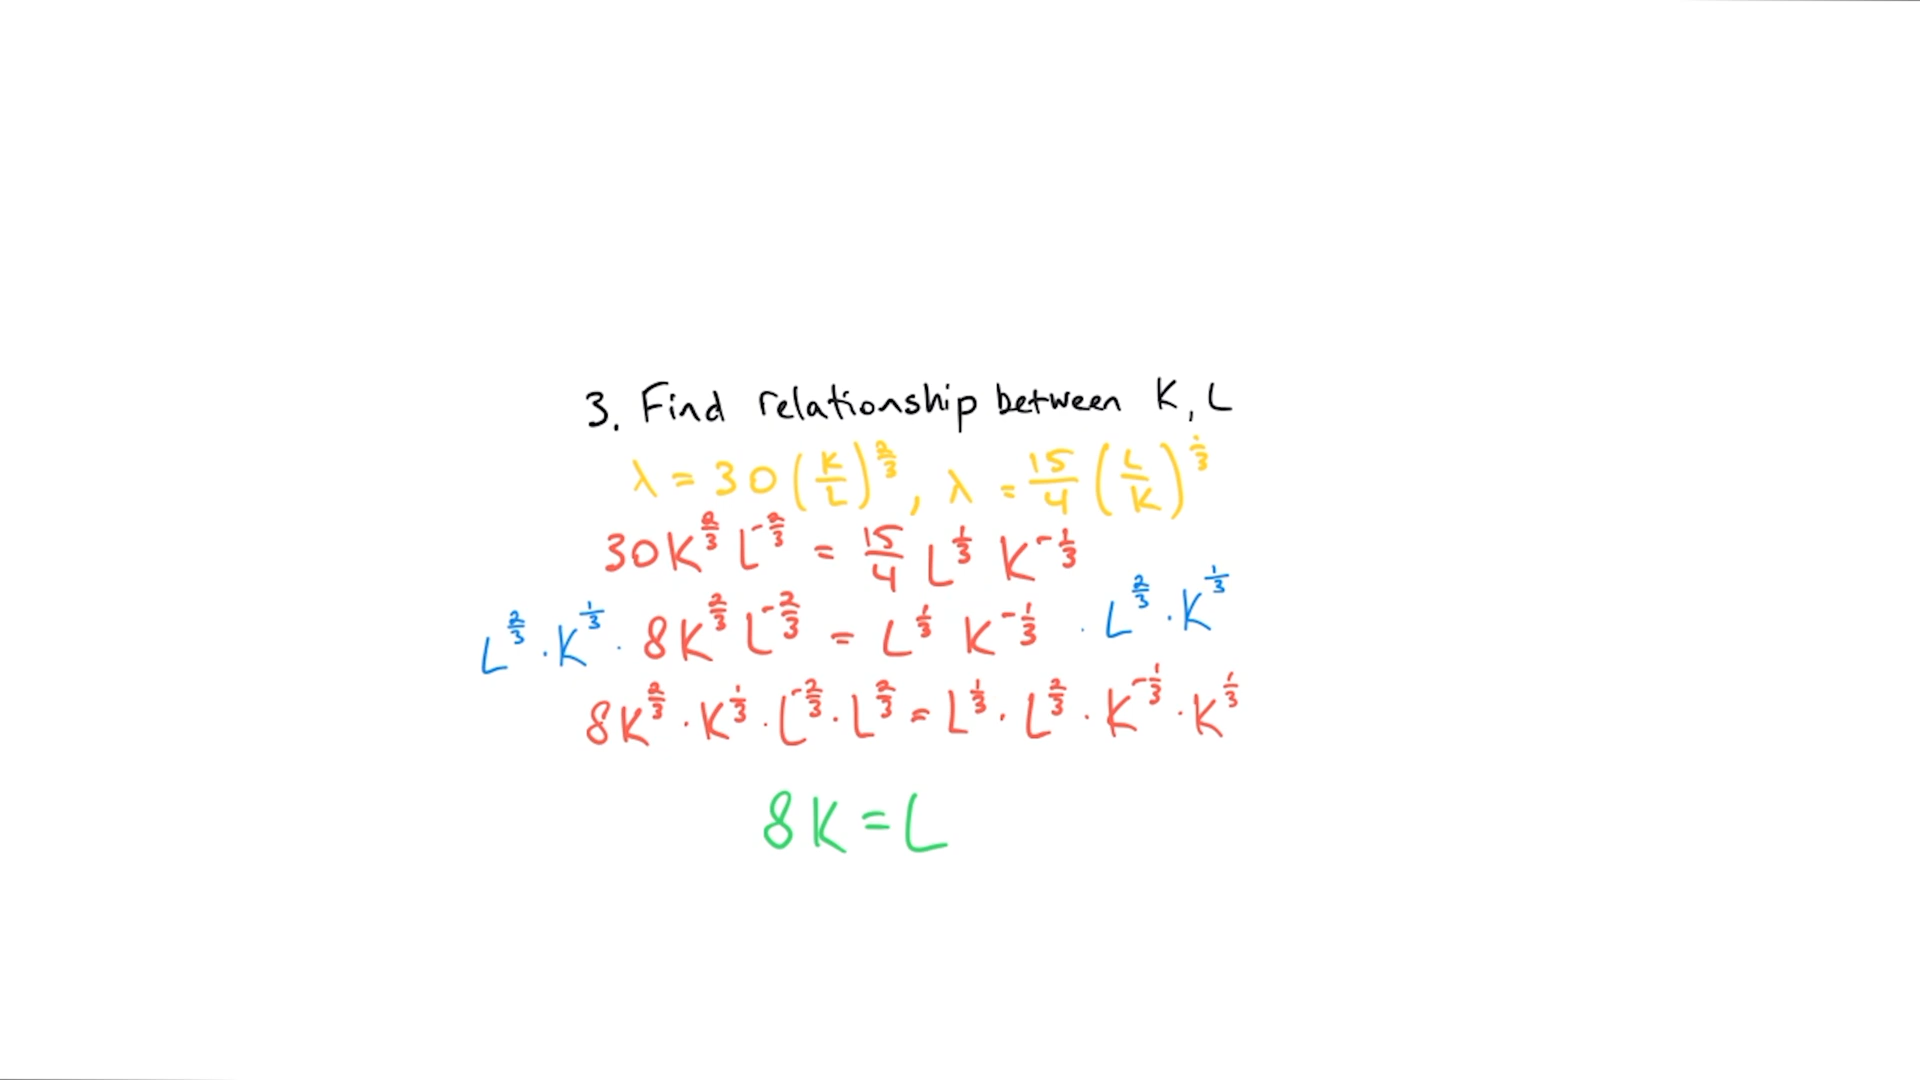 3. Find relationship between K, L
λ = 30 (K/L)^(2/3), λ = 15/4 (L/K)^(1/3)
30 K^(2/3) L^(-2/3) = 15/4 L^(1/3) K^(-1/3)
L^(2/3) · K^(1/3) · 8K^(2/3) L^(-2/3) = L^(1/3) K^(-1/3) · L^(2/3) · K^(1/3)
8K^(2/3) · K^(1/3) · L^(-2/3) · L^(2/3) = L^(1/3) · L^(2/3) · K^(-1/3) · K^(1/3)
8K = L